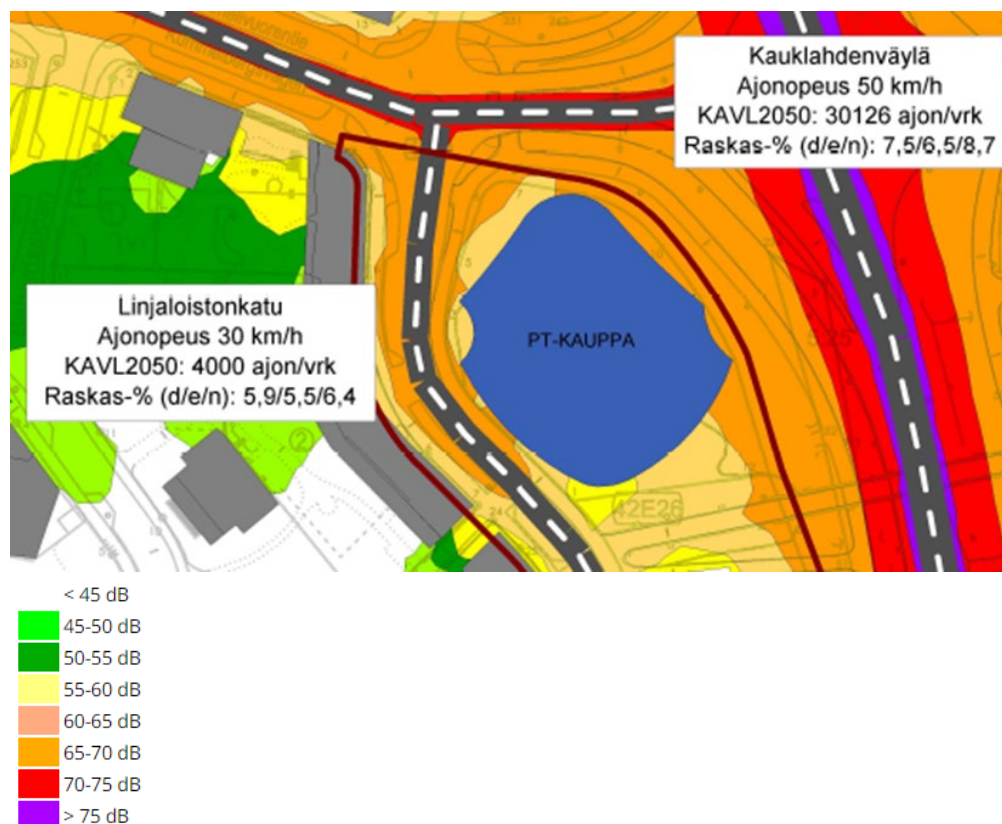 Kauklahdenväylä
Ajonopeus 50 km/h
KAVL2050: 30126 ajon/vrk
Raskas-% (d/e/n): 7,5/6,5/8,7
Linjaloistonkatu
Ajonopeus 30 km/h
KAVL2050: 4000 ajon/vrk
Raskas-% (d/e/n): 5,9/5,5/6,4
PT-KAUPPA
2
42E26
24
< 45 dB
45-50 dB
50-55 dB
55-60 dB
60-65 dB
65-70 dB
70-75 dB
> 75 dB